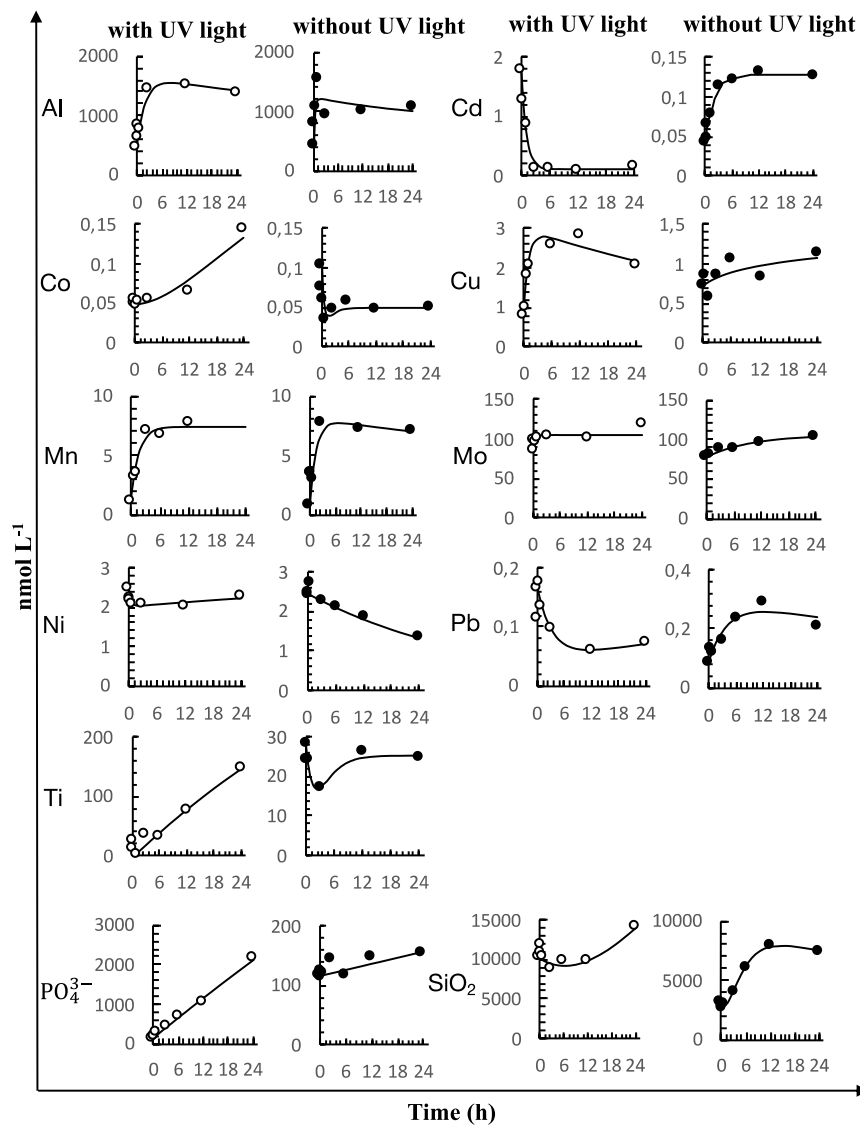 with UV light without UV light with UV light without UV light
Al 2000 1000 0 0 6 12 18 24
2000 1000 0 0 6 12 18 24
Cd 2 1 0 0 6 12 18 24
0,15 0,1 0,05 0 0 6 12 18 24
Co 0,15 0,1 0,05 0 0 6 12 18 24
0,15 0,1 0,05 0 0 6 12 18 24
Cu 3 2 1 0 0 6 12 18 24
1,5 1 0,5 0 0 6 12 18 24
Mn 10 5 0 0 6 12 18 24
10 5 0 0 6 12 18 24
Mo 150 100 50 0 0 6 12 18 24
150 100 50 0 0 6 12 18 24
nmol L⁻¹
Ni 3 2 1 0 0 6 12 18 24
3 2 1 0 0 6 12 18 24
Pb 0,2 0,1 0 0 6 12 18 24
0,4 0,2 0 0 6 12 18 24
Ti 200 100 0 0 6 12 18 24
30 20 10 0 0 6 12 18 24
PO₄³⁻ 3000 2000 1000 0 0 6 12 18 24
200 100 0 0 6 12 18 24
SiO₂ 15000 10000 5000 0 0 6 12 18 24
10000 5000 0 0 6 12 18 24
Time (h)